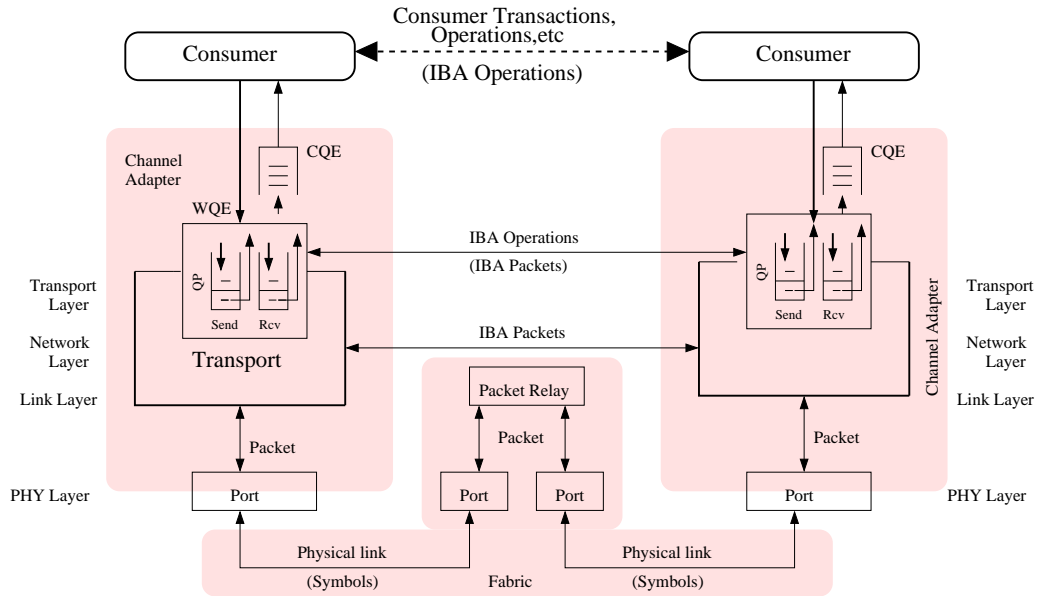 Consumer Transactions,
Operations,etc
(IBA Operations)
Consumer
Consumer
Channel
Adapter
CQE
CQE
WQE
IBA Operations
(IBA Packets)
QP
Send
Rcv
QP
Send
Rcv
Transport
Layer
Transport
Layer
Channel Adapter
IBA Packets
Network
Layer
Transport
Network
Layer
Packet Relay
Link Layer
Link Layer
Packet
Packet
Packet
PHY Layer
Port
Port
Port
Port
PHY Layer
Physical link
(Symbols)
Fabric
Physical link
(Symbols)